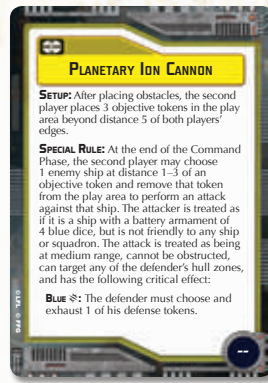 Planetary Ion Cannon
Setup: After placing obstacles, the second
player places 3 objective tokens in the play
area beyond distance 5 of both players'
edges.
Special Rule: At the end of the Command
Phase, the second player may choose
1 enemy ship at distance 1–3 of an
objective token and remove that token
from the play area to perform an attack
against that ship. The attacker is treated as
if it is a ship with a battery armament of
4 blue dice, but is not friendly to any ship
or squadron. The attack is treated as being
at medium range, cannot be obstructed,
can target any of the defender's hull zones,
and has the following critical effect:
Blue : The defender must choose and
exhaust 1 of his defense tokens.
© LFL © FFG
--